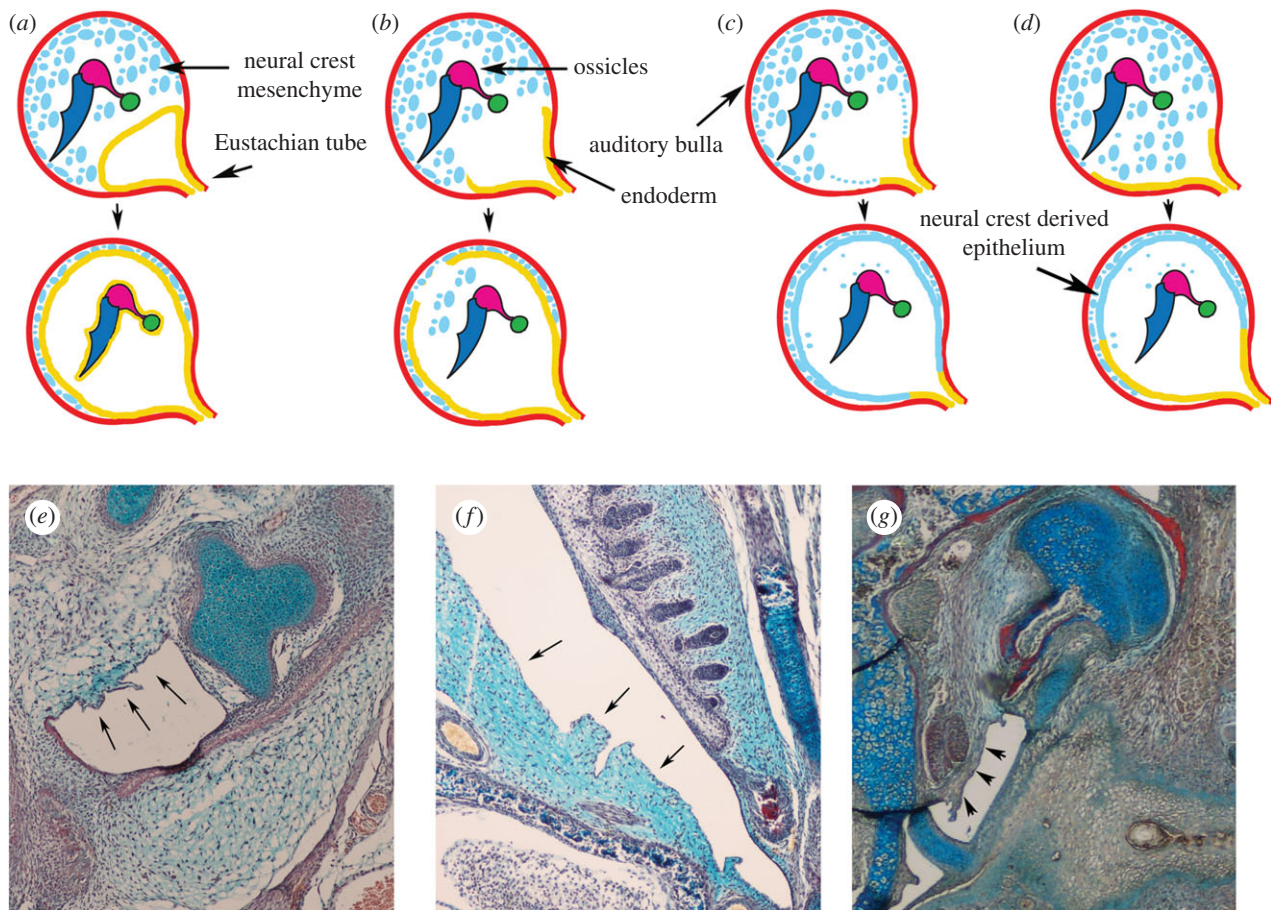 (a)
(b)
(c)
(d)
neural crest
mesenchyme
ossicles
Eustachian tube
auditory bulla
endoderm
neural crest derived
epithelium
(e)
(f)
(g)